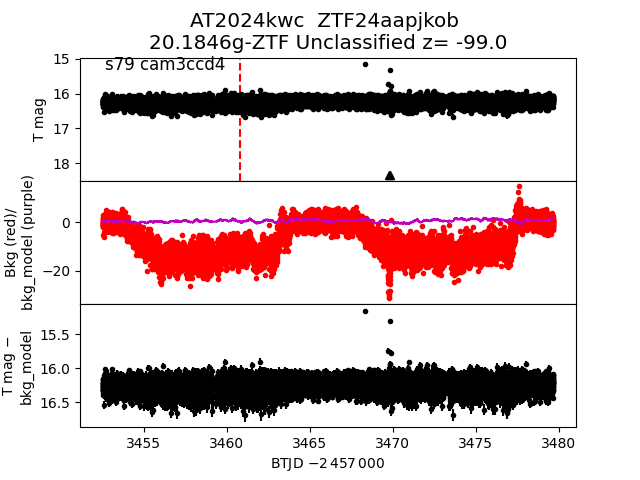 AT2024kwc  ZTF24aapjkob
20.1846g-ZTF Unclassified z= -99.0
s79 cam3ccd4
T mag
15
16
17
18
Bkg (red)/
bkg_model (purple)
0
−20
T mag −
bkg_model
15.5
16.0
16.5
3455
3460
3465
3470
3475
3480
BTJD −2 457 000